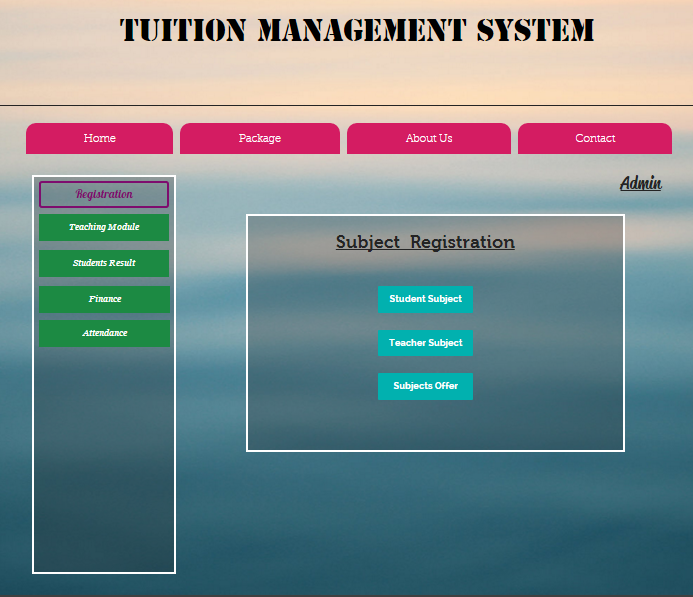 TUITION MANAGEMENT SYSTEM
Home Package About Us Contact
Admin
Registration
Teaching Module
Students Result
Finance
Attendance
Subject Registration
Student Subject
Teacher Subject
Subjects Offer